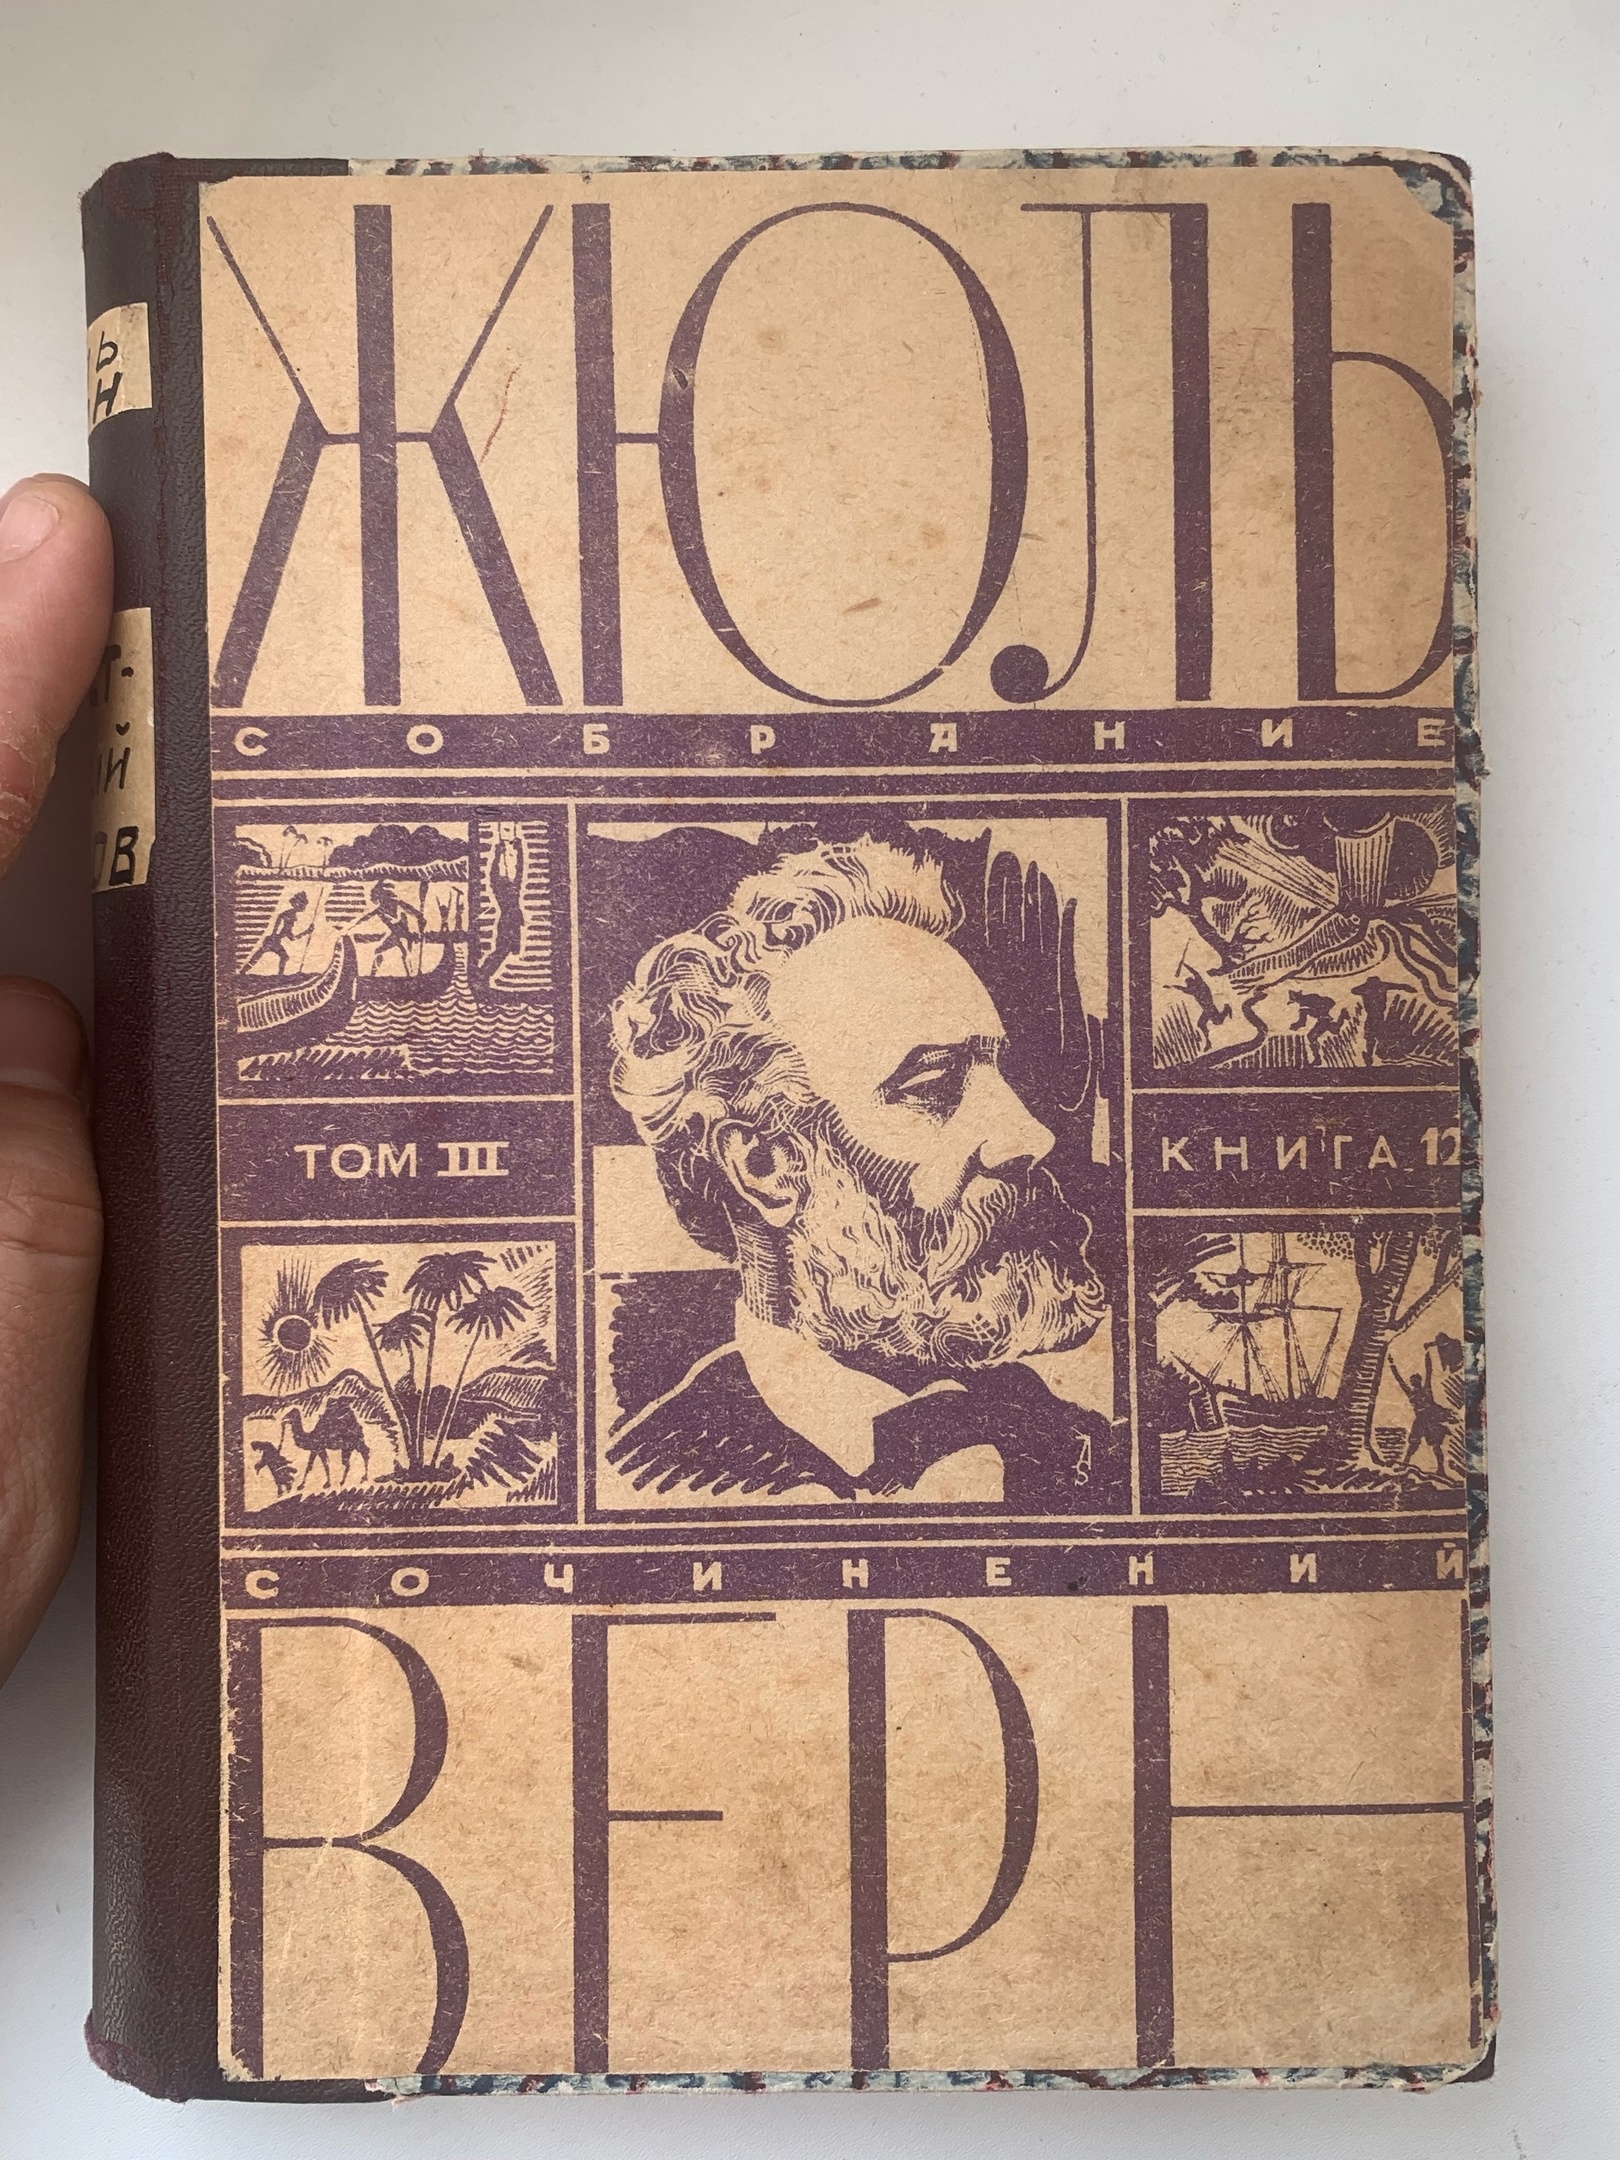 ЖЮЛЬ
СОБРАНИЕ
ТОМ III
КНИГА 12
СОЧИНЕНИЙ
ВЕРН